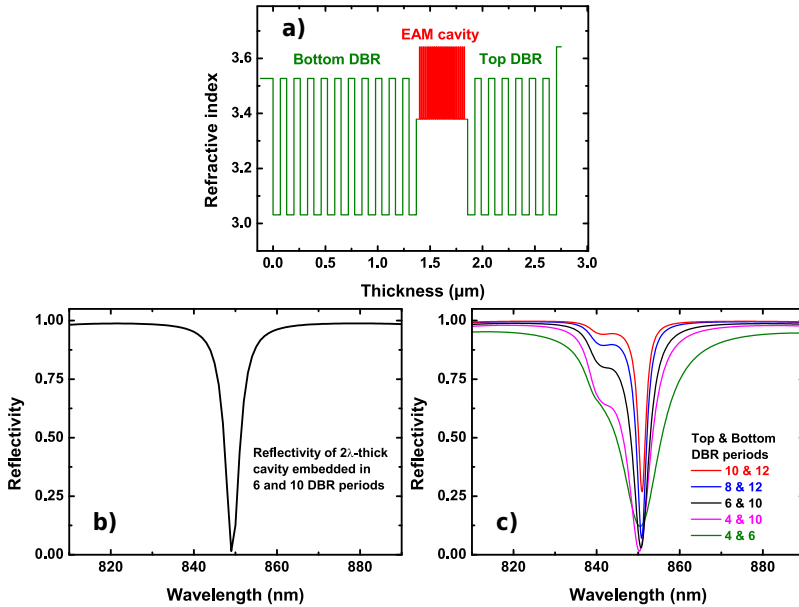 a)
EAM cavity
Bottom DBR
Top DBR
3.6
3.4
3.2
3.0
Refractive index
0.0 0.5 1.0 1.5 2.0 2.5 3.0
Thickness (µm)
1.00
0.75
0.50
0.25
0.00
Reflectivity
Reflectivity of 2λ-thick
cavity embedded in
6 and 10 DBR periods
b)
820 840 860 880
Wavelength (nm)
1.00
0.75
0.50
0.25
0.00
Reflectivity
Top & Bottom
DBR periods
10 & 12
8 & 12
6 & 10
4 & 10
4 & 6
c)
820 840 860 880
Wavelength (nm)